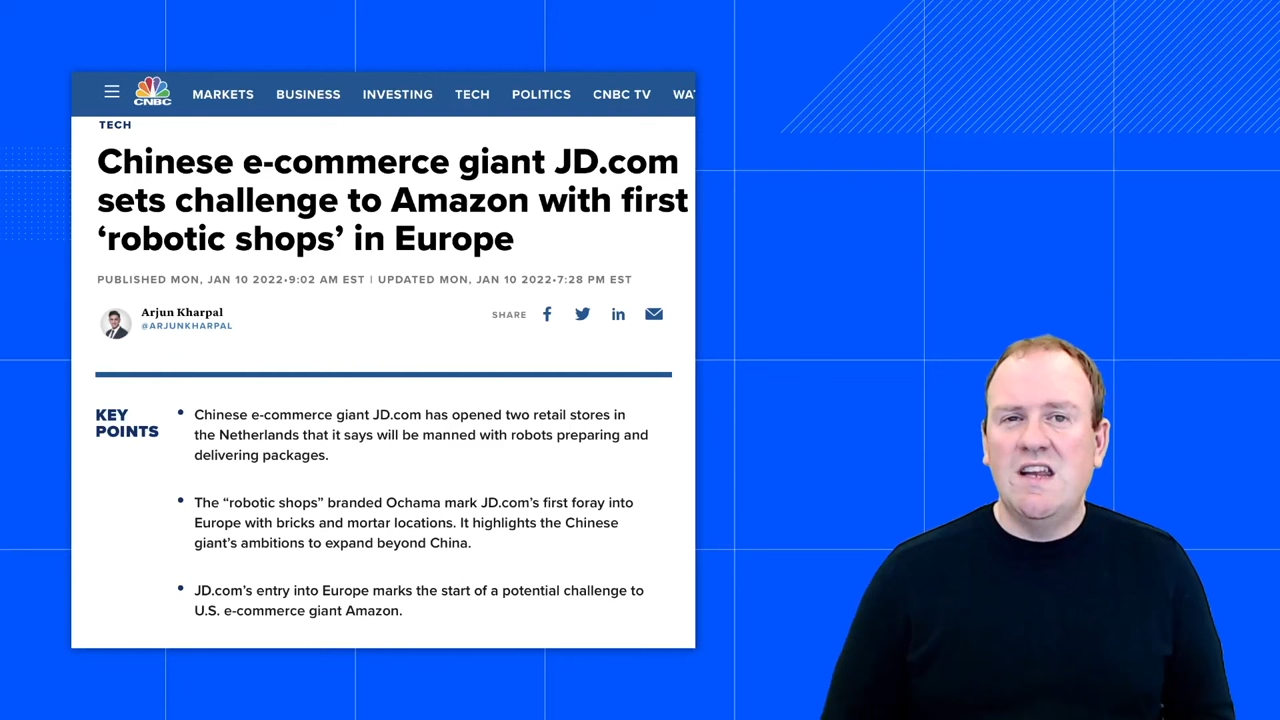 CNBC
MARKETS BUSINESS INVESTING TECH POLITICS CNBC TV WAT
TECH
Chinese e-commerce giant JD.com
sets challenge to Amazon with first
‘robotic shops’ in Europe
PUBLISHED MON, JAN 10 2022•9:02 AM EST | UPDATED MON, JAN 10 2022•7:28 PM EST
Arjun Kharpal
@ARJUNKHARPAL
SHARE
KEY
POINTS
• Chinese e-commerce giant JD.com has opened two retail stores in
the Netherlands that it says will be manned with robots preparing and
delivering packages.
• The “robotic shops” branded Ochama mark JD.com’s first foray into
Europe with bricks and mortar locations. It highlights the Chinese
giant’s ambitions to expand beyond China.
• JD.com’s entry into Europe marks the start of a potential challenge to
U.S. e-commerce giant Amazon.